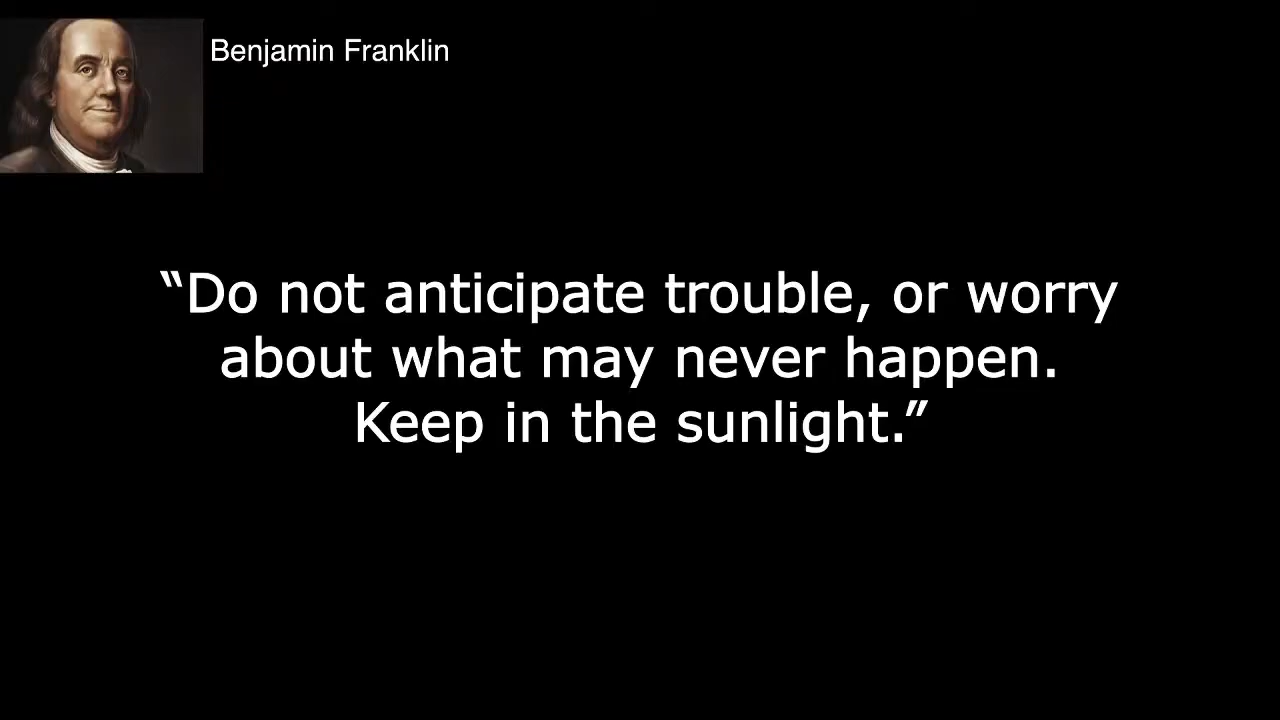 Benjamin Franklin
“Do not anticipate trouble, or worry
about what may never happen.
Keep in the sunlight.”